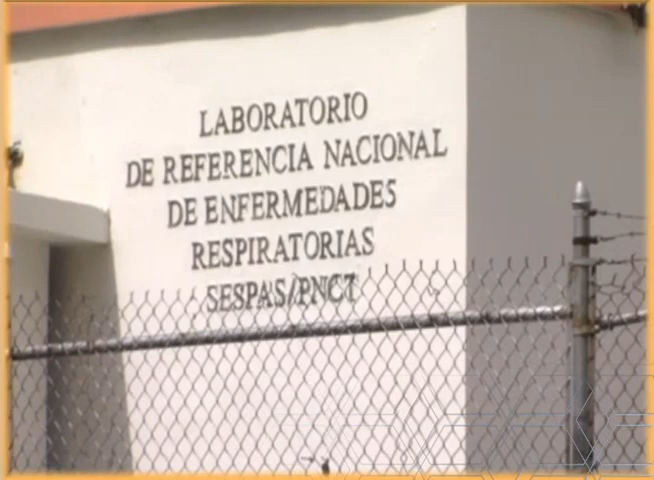 LABORATORIO
DE REFERENCIA NACIONAL
DE ENFERMEDADES
RESPIRATORIAS
SESPAS/PNCT